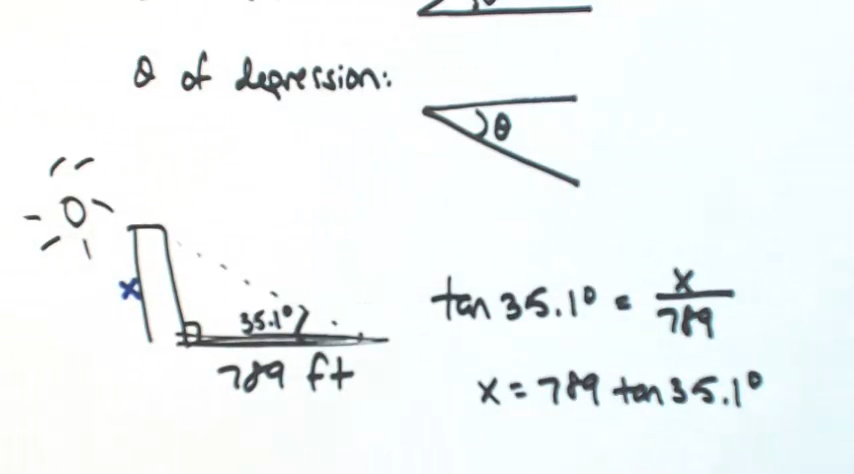 θ
θ of depression:
θ
x
35.1°
789 ft
tan 35.1° = x/789
x = 789 tan 35.1°